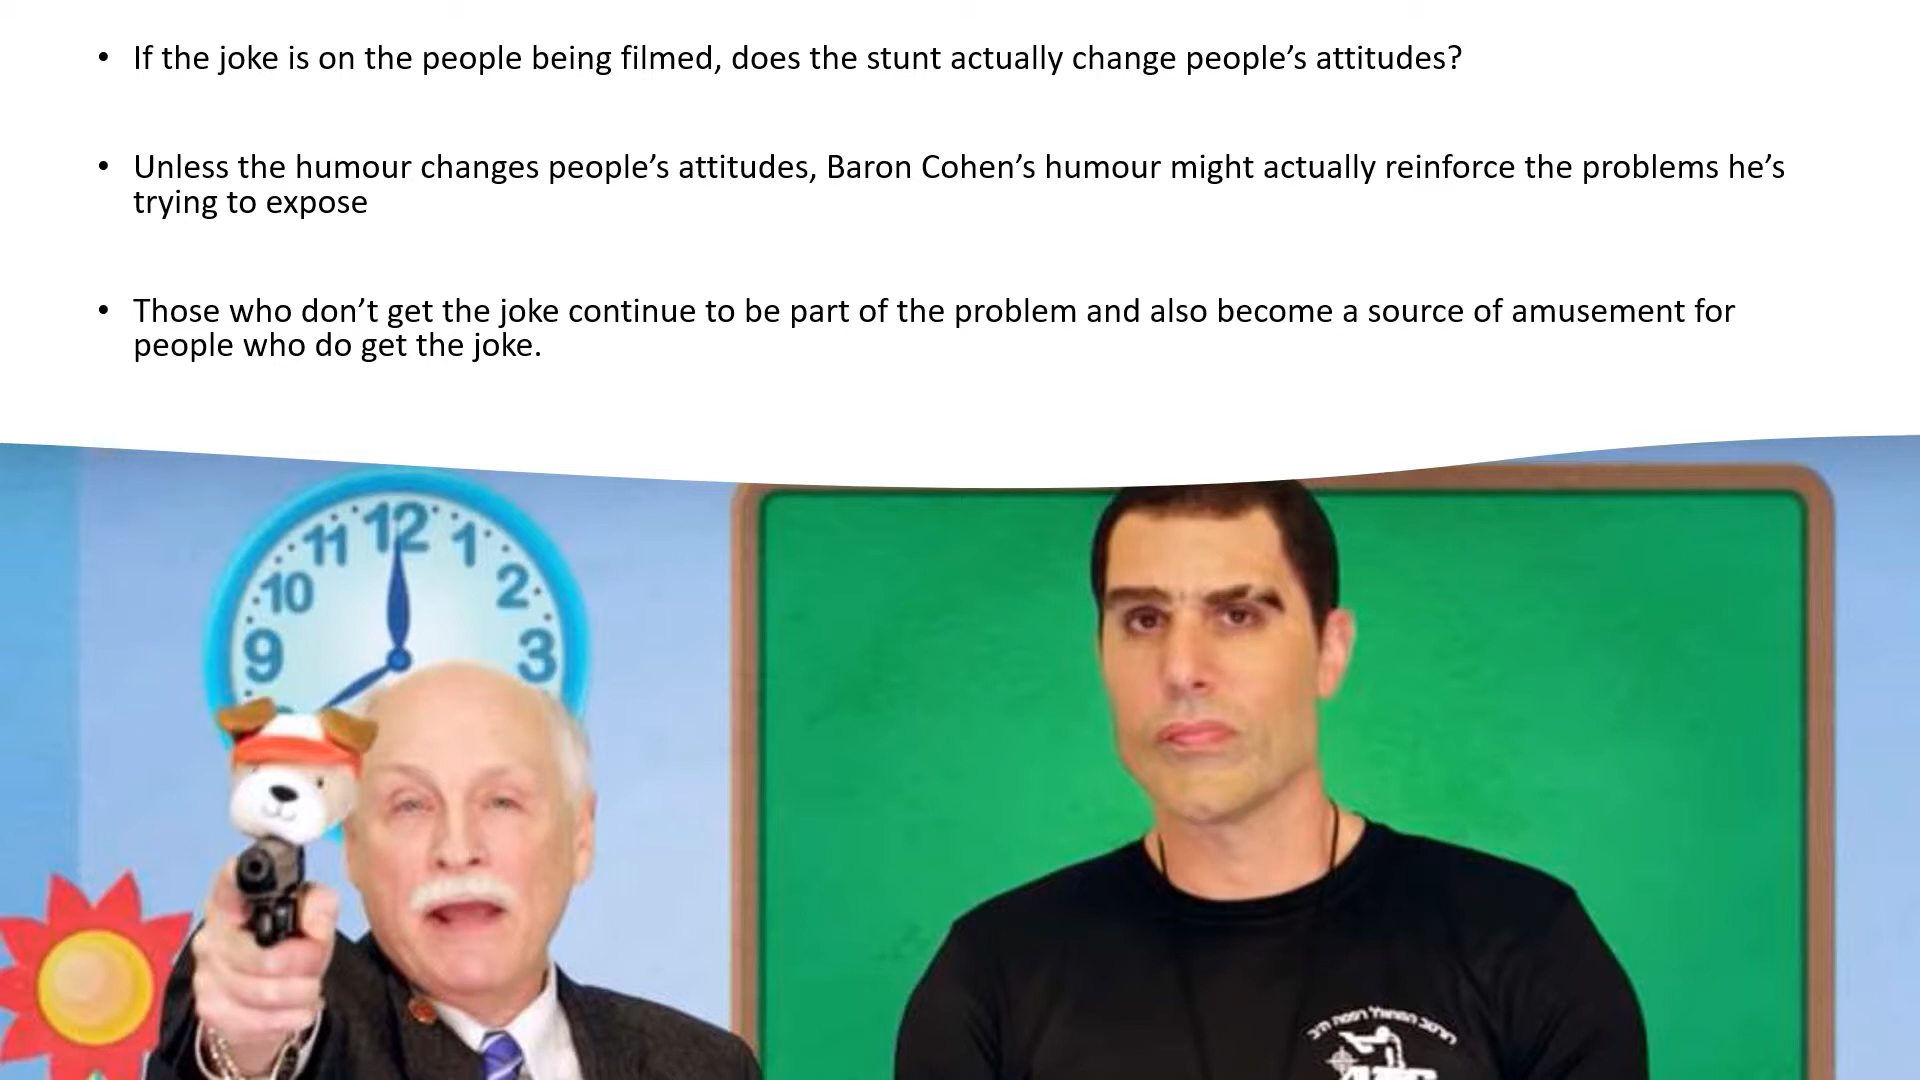 • If the joke is on the people being filmed, does the stunt actually change people’s attitudes?
• Unless the humour changes people’s attitudes, Baron Cohen’s humour might actually reinforce the problems he’s
trying to expose
• Those who don’t get the joke continue to be part of the problem and also become a source of amusement for
people who do get the joke.
11 12 1
10 2
9 3